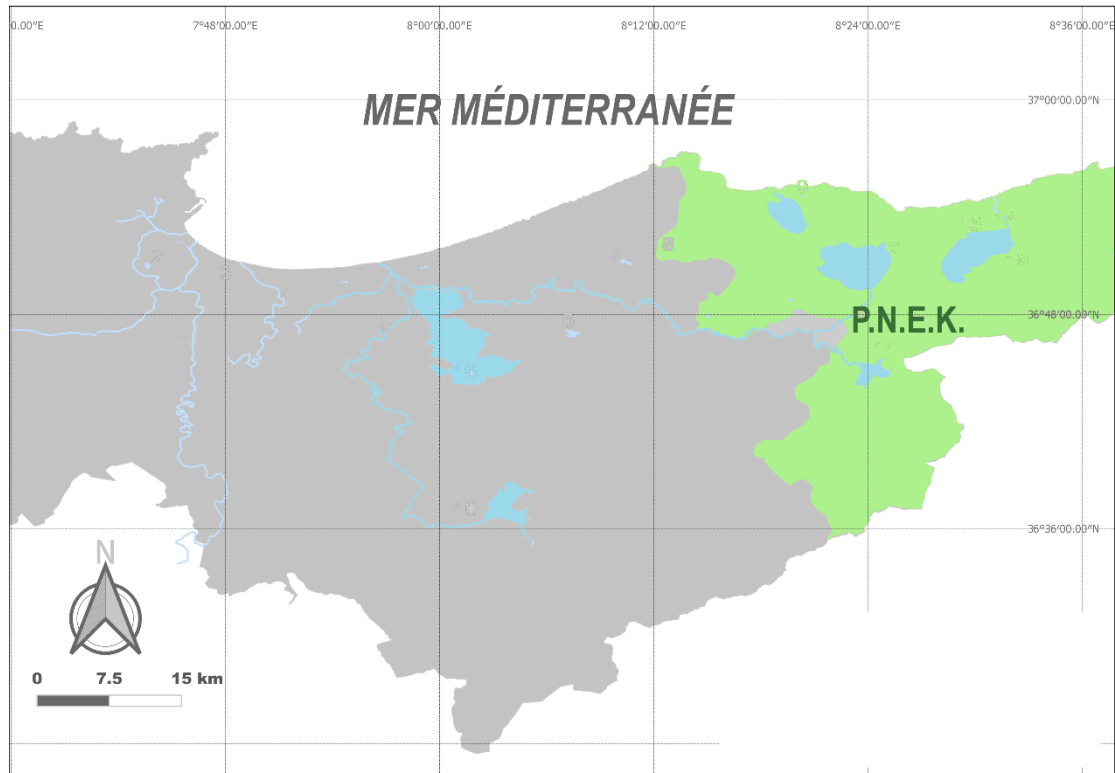 0.00″E
7°48′00.00″E
8°00′00.00″E
8°12′00.00″E
8°24′00.00″E
8°36′00.00″E
MER MÉDITERRANÉE
37°00′00.00″N
P.N.E.K.
36°48′00.00″N
36°36′00.00″N
N
0 7.5 15 km